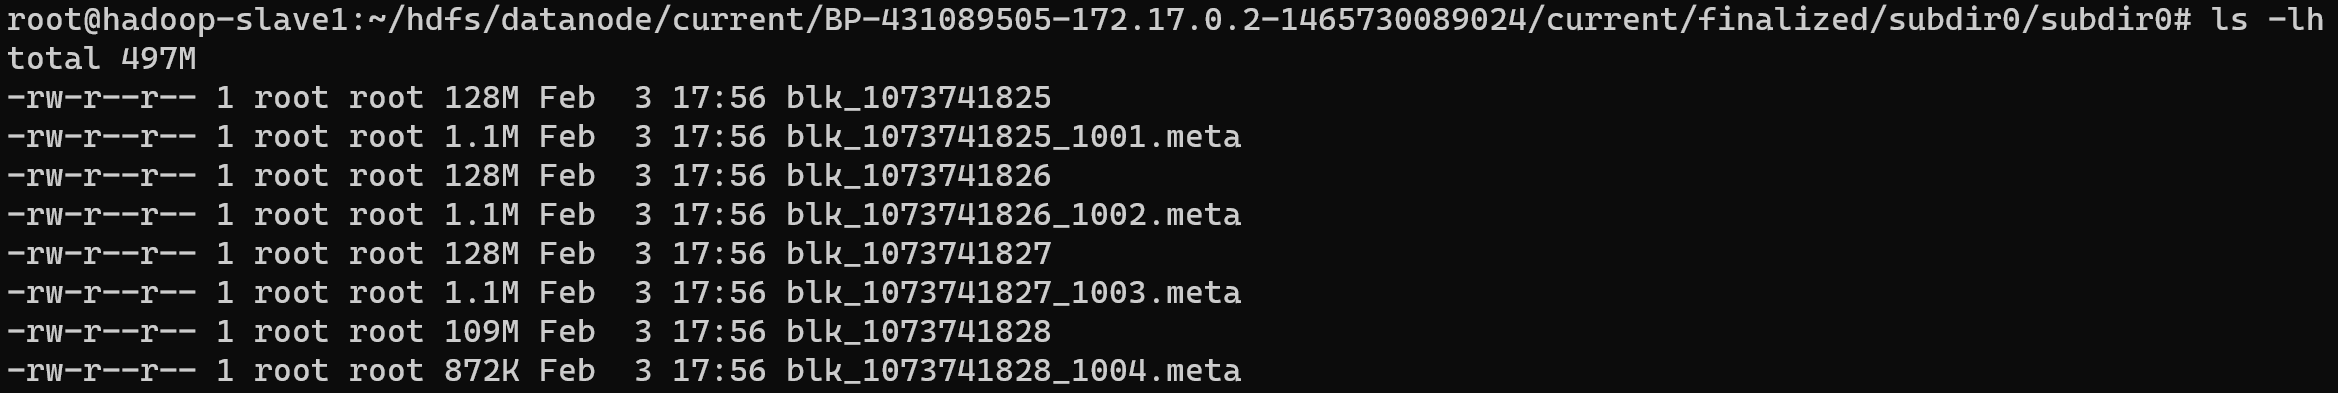 root@hadoop-slave1:~/hdfs/datanode/current/BP-431089505-172.17.0.2-1465730089024/current/finalized/subdir0/subdir0# ls -lh
total 497M
-rw-r--r-- 1 root root 128M Feb  3 17:56 blk_1073741825
-rw-r--r-- 1 root root 1.1M Feb  3 17:56 blk_1073741825_1001.meta
-rw-r--r-- 1 root root 128M Feb  3 17:56 blk_1073741826
-rw-r--r-- 1 root root 1.1M Feb  3 17:56 blk_1073741826_1002.meta
-rw-r--r-- 1 root root 128M Feb  3 17:56 blk_1073741827
-rw-r--r-- 1 root root 1.1M Feb  3 17:56 blk_1073741827_1003.meta
-rw-r--r-- 1 root root 109M Feb  3 17:56 blk_1073741828
-rw-r--r-- 1 root root 872K Feb  3 17:56 blk_1073741828_1004.meta